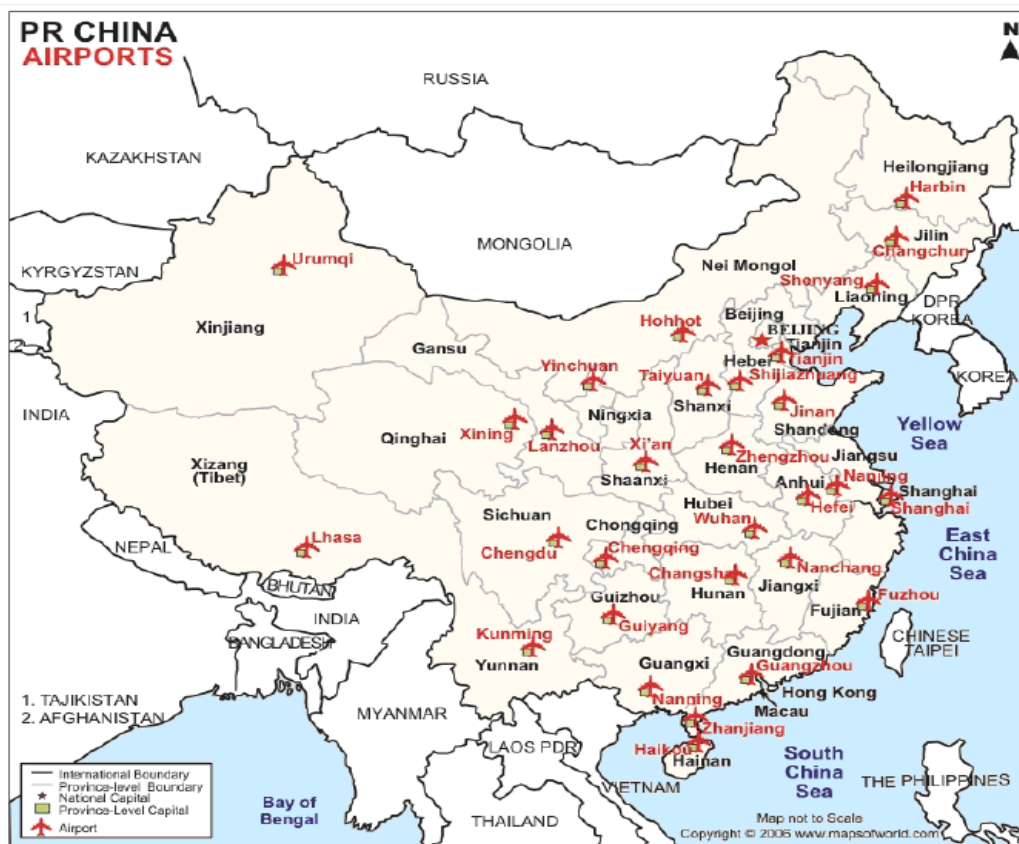 PR CHINA
AIRPORTS
N
RUSSIA
KAZAKHSTAN
Heilongjiang
Harbin
MONGOLIA
Jilin
Changchun
Urumqi
KYRGYZSTAN
Nei Mongol
Shenyang
Liaoning
DPR
KOREA
1
2
Xinjiang
Gansu
Hohhot
Beijing
BEIJING
Tianjin
Tianjin
Hebei
Yinchuan
Taiyuan
Shijiazhuang
KOREA
INDIA
Shanxi
Jinan
Ningxia
Shandong
Yellow
Sea
Qinghai
Xining
Lanzhou
Xi'an
Zhengzhou
Henan
Jiangsu
Xizang
(Tibet)
Shaanxi
Anhui
Nanjing
Hefei
Shanghai
Shanghai
Hubei
Wuhan
Sichuan
Chongqing
Chengdu
Chengqing
East
China
Sea
NEPAL
Lhasa
Changsha
Hunan
Nanchang
Jiangxi
BHUTAN
Guizhou
Guiyang
Fuzhou
Fujian
INDIA
BANGLADESH
Kunming
Yunnan
Guangxi
Guangdong
Guangzhou
CHINESE
TAIPEI
Nanning
Hong Kong
Macau
1. TAJIKISTAN
2. AFGHANISTAN
MYANMAR
Zhanjiang
LAOS PDR
Haikou
Hainan
South
China
Sea
VIETNAM
THE PHILIPPINES
International Boundary
Province-level Boundary
National Capital
Province-Level Capital
Airport
Bay of
Bengal
THAILAND
Map not to Scale
Copyright © 2006 www.mapsofworld.com